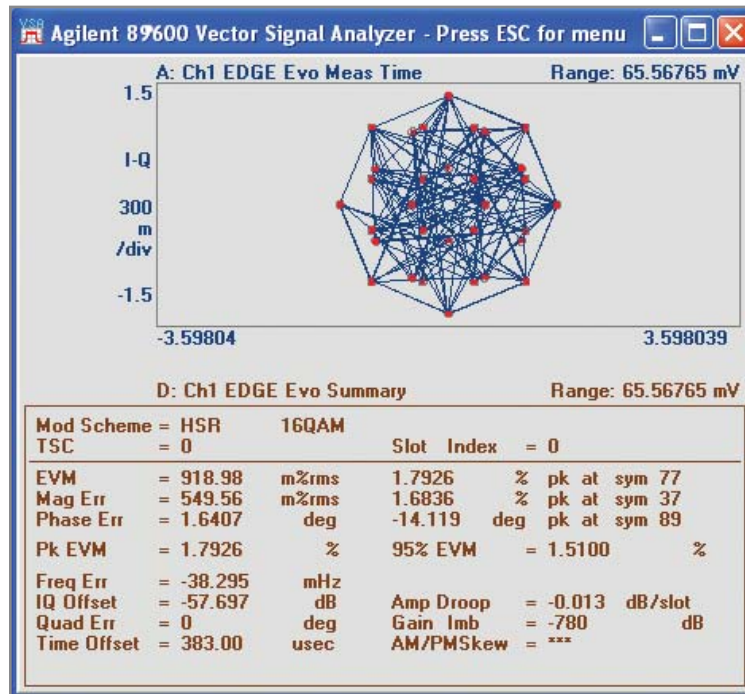 VSA
Agilent 89600 Vector Signal Analyzer - Press ESC for menu
A: Ch1 EDGE Evo Meas Time Range: 65.56765 mV
1.5
I-Q
300
m
/div
-1.5
-3.59804 3.598039
D: Ch1 EDGE Evo Summary Range: 65.56765 mV
Mod Scheme = HSR 16QAM
TSC = 0 Slot Index = 0
EVM = 918.98 m%rms 1.7926 % pk at sym 77
Mag Err = 549.56 m%rms 1.6836 % pk at sym 37
Phase Err = 1.6407 deg -14.119 deg pk at sym 89
Pk EVM = 1.7926 % 95% EVM = 1.5100 %
Freq Err = -38.295 mHz
IQ Offset = -57.697 dB Amp Droop = -0.013 dB/slot
Quad Err = 0 deg Gain Imb = -780 dB
Time Offset = 383.00 usec AM/PMSkew = ***